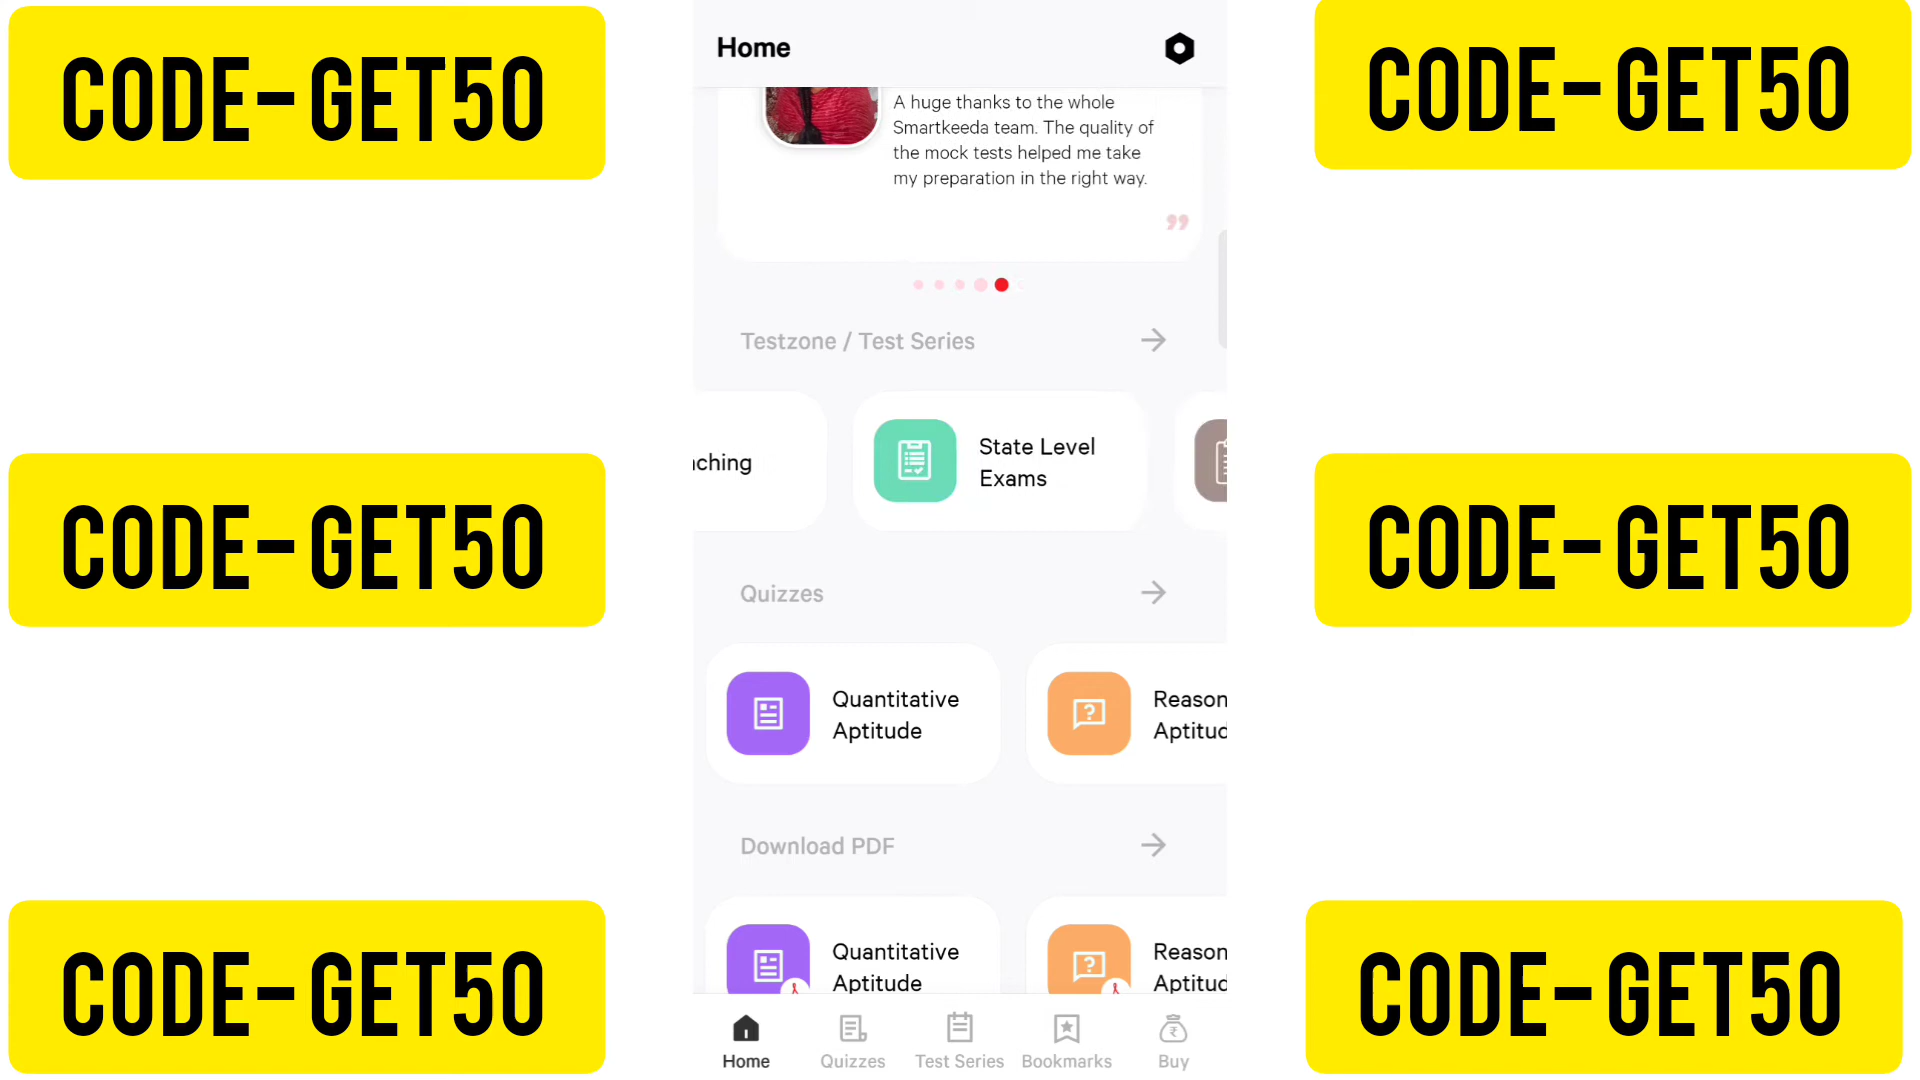 CODE-GET50
CODE-GET50
Home
A huge thanks to the whole
Smartkeeda team. The quality of
the mock tests helped me take
my preparation in the right way.
Testzone / Test Series
ching
State Level
Exams
CODE-GET50
CODE-GET50
Quizzes
Quantitative
Aptitude
Reason
Aptitud
Download PDF
Quantitative
Aptitude
Reason
Aptitud
CODE-GET50
CODE-GET50
Home
Quizzes
Test Series
Bookmarks
Buy